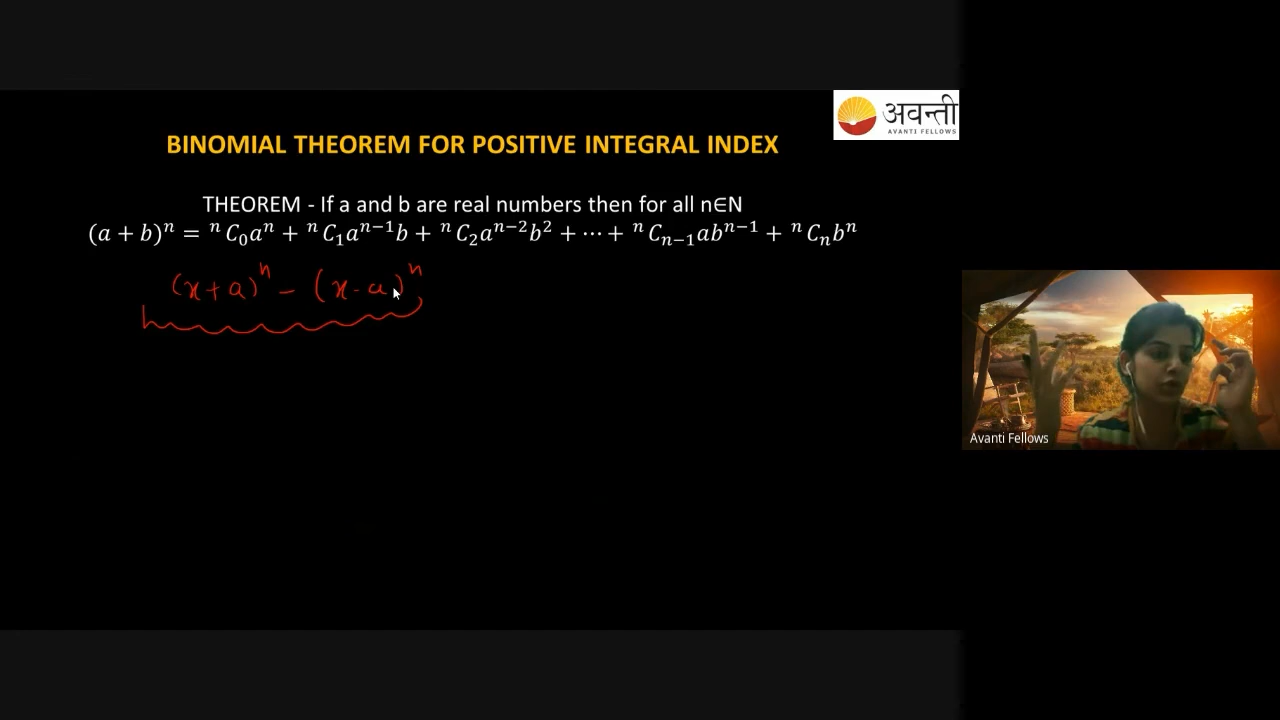 अवन्ती
AVANTI FELLOWS
BINOMIAL THEOREM FOR POSITIVE INTEGRAL INDEX
THEOREM - If a and b are real numbers then for all n∈N
(a + b)ⁿ = ⁿC₀aⁿ + ⁿC₁aⁿ⁻¹b + ⁿC₂aⁿ⁻²b² + ⋯ + ⁿCₙ₋₁abⁿ⁻¹ + ⁿCₙbⁿ
(x+a)ⁿ - (x-a)ⁿ
Avanti Fellows